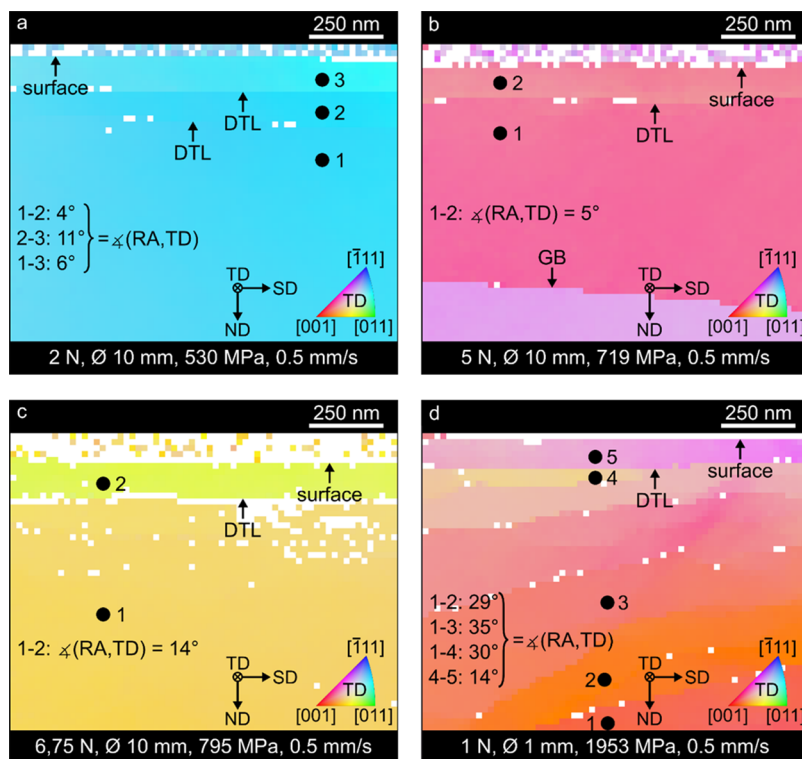 a
250 nm
surface
3
DTL
2
DTL
1
1-2: 4°
2-3: 11° = ∡(RA,TD)
1-3: 6°
TD
SD
ND
[1̅11]
TD
[001] [011]
2 N, Ø 10 mm, 530 MPa, 0.5 mm/s
b
250 nm
2
surface
DTL
1
1-2: ∡(RA,TD) = 5°
GB
TD
SD
ND
[1̅11]
TD
[001] [011]
5 N, Ø 10 mm, 719 MPa, 0.5 mm/s
c
250 nm
2
surface
DTL
1
1-2: ∡(RA,TD) = 14°
TD
SD
ND
[1̅11]
TD
[001] [011]
6,75 N, Ø 10 mm, 795 MPa, 0.5 mm/s
d
250 nm
5
surface
4
DTL
3
1-2: 29°
1-3: 35°
1-4: 30° = ∡(RA,TD)
4-5: 14°
2
1
TD
SD
ND
[1̅11]
TD
[001] [011]
1 N, Ø 1 mm, 1953 MPa, 0.5 mm/s